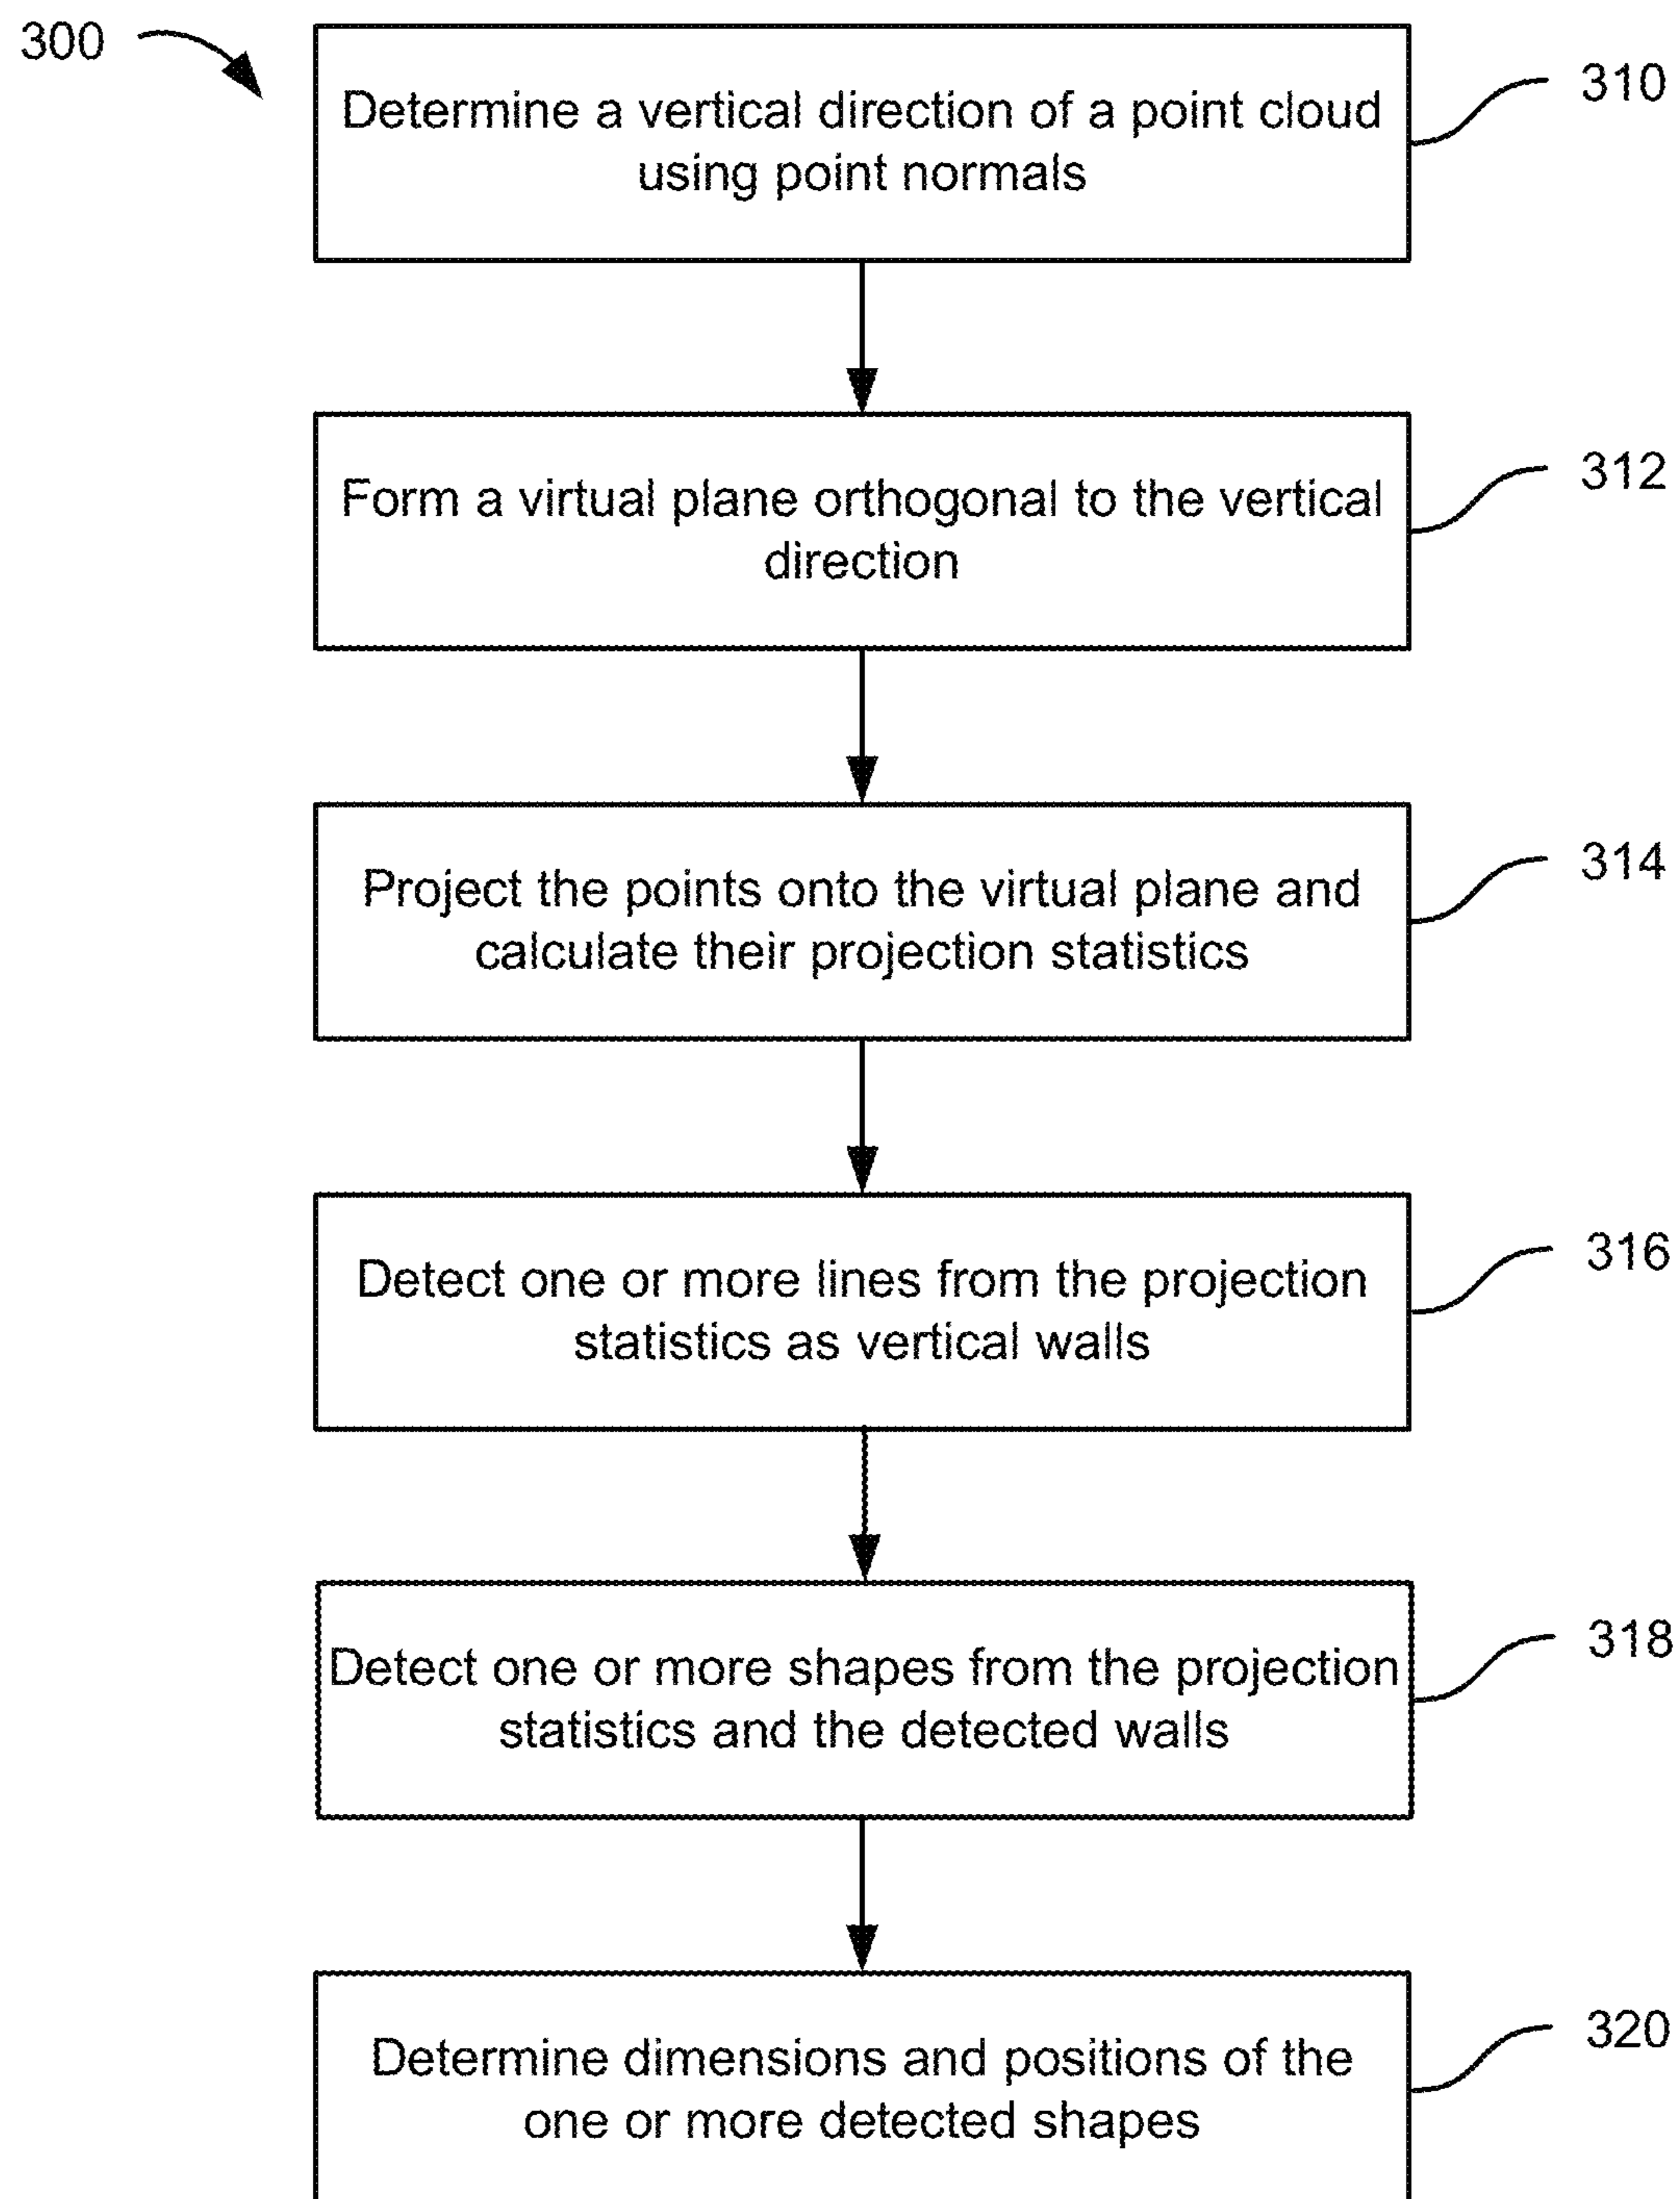 300
Determine a vertical direction of a point cloud
using point normals
310
Form a virtual plane orthogonal to the vertical
direction
312
Project the points onto the virtual plane and
calculate their projection statistics
314
Detect one or more lines from the projection
statistics as vertical walls
316
Detect one or more shapes from the projection
statistics and the detected walls
318
Determine dimensions and positions of the
one or more detected shapes
320